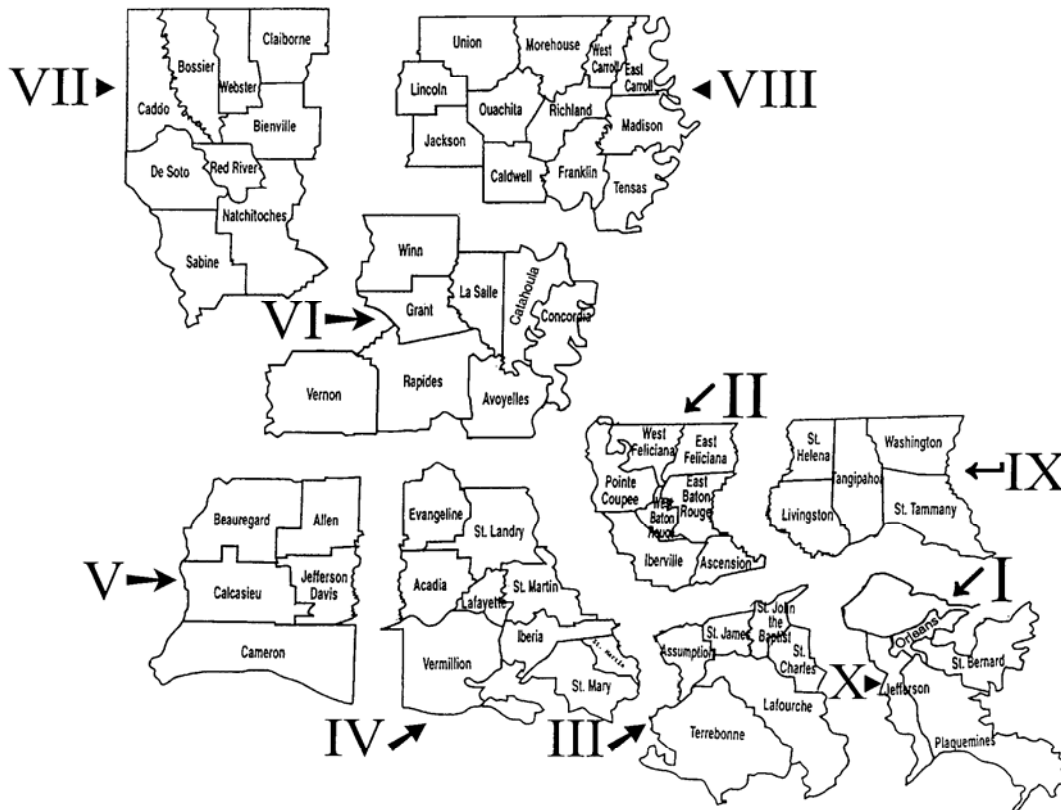 Claiborne
Bossier
Webster
VII
Caddo
Bienville
De Soto
Red River
Natchitoches
Sabine
Union
Morehouse
West
Carroll
East
Carroll
Lincoln
VIII
Ouachita
Richland
Madison
Jackson
Caldwell
Franklin
Tensas
Winn
La Salle
Catahoula
Grant
VI
Concordia
Vernon
Rapides
Avoyelles
II
West
Feliciana
East
Feliciana
Pointe
Coupee
East
Baton
Rouge
West
Baton
Rouge
Iberville
Ascension
St.
Helena
Washington
Tangipahoa
IX
Livingston
St. Tammany
Beauregard
Allen
V
Calcasieu
Jefferson
Davis
Cameron
Evangeline
St. Landry
Acadia
Lafayette
St. Martin
Iberia
St. Martin
Vermillion
St. Mary
IV
St. John
the
Baptist
St. James
Assumption
St.
Charles
Lafourche
III
Terrebonne
I
Orleans
St. Bernard
X
Jefferson
Plaquemines